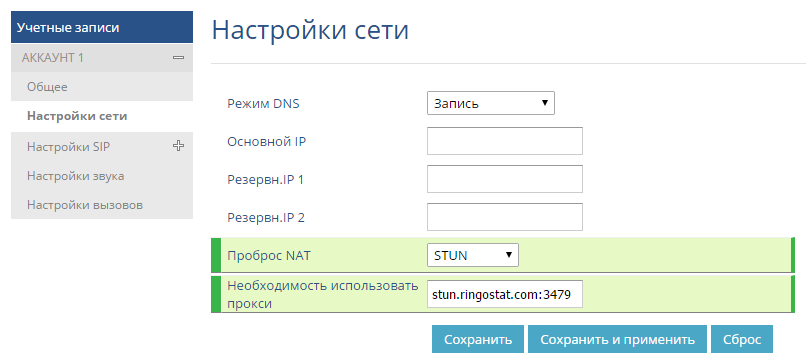 Учетные записи
АККАУНТ 1
Общее
Настройки сети
Настройки SIP
Настройки звука
Настройки вызовов
Настройки сети
Режим DNS Запись
Основной IP
Резервн.IP 1
Резервн.IP 2
Проброс NAT STUN
Необходимость использовать
прокси
stun.ringostat.com:3479
Сохранить Сохранить и применить Сброс